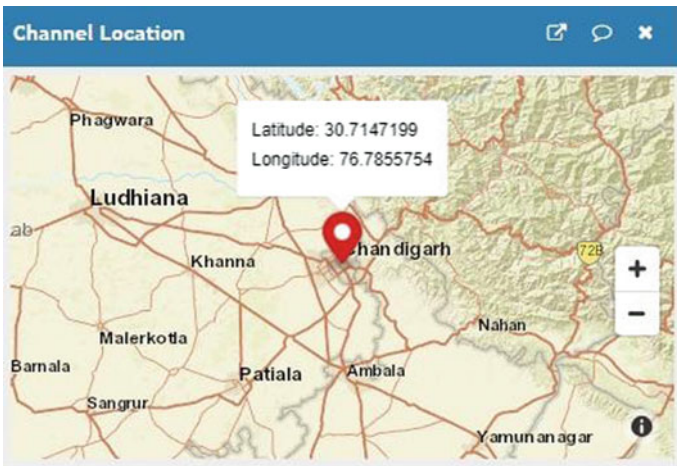 Channel Location
Phagwara
Latitude: 30.7147199
Longitude: 76.7855754
Ludhiana
ab
Chandigarh
72B
Khanna
+
−
Nahan
Malerkotla
Barnala
Patiala
Ambala
Sangrur
Yamunanagar